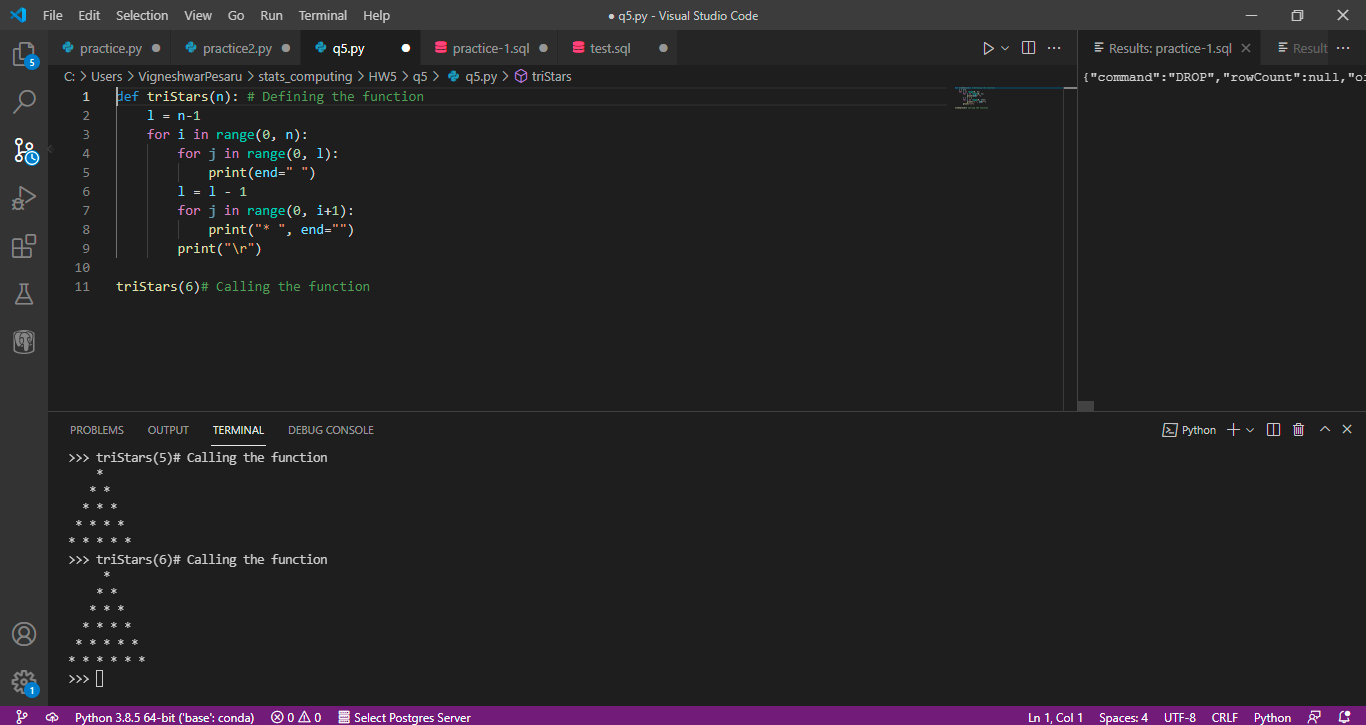 File Edit Selection View Go Run Terminal Help ● q5.py - Visual Studio Code
practice.py ● practice2.py ● q5.py ● practice-1.sql ● test.sql ● Results: practice-1.sql Result
C: > Users > VigneshwarPesaru > stats_computing > HW5 > q5 > q5.py > triStars
5
1 def triStars(n): # Defining the function
2     l = n-1
3     for i in range(0, n):
4         for j in range(0, l):
5             print(end=" ")
6         l = l - 1
7         for j in range(0, i+1):
8             print("* ", end="")
9         print("\r")
10
11 triStars(6)# Calling the function
{"command":"DROP","rowCount":null,"oi
PROBLEMS OUTPUT TERMINAL DEBUG CONSOLE Python
>>> triStars(5)# Calling the function
    *
   * *
  * * *
 * * * *
* * * * *
>>> triStars(6)# Calling the function
     *
    * *
   * * *
  * * * *
 * * * * *
* * * * * *
>>>
1
Python 3.8.5 64-bit ('base': conda) 0 0 Select Postgres Server Ln 1, Col 1 Spaces: 4 UTF-8 CRLF Python